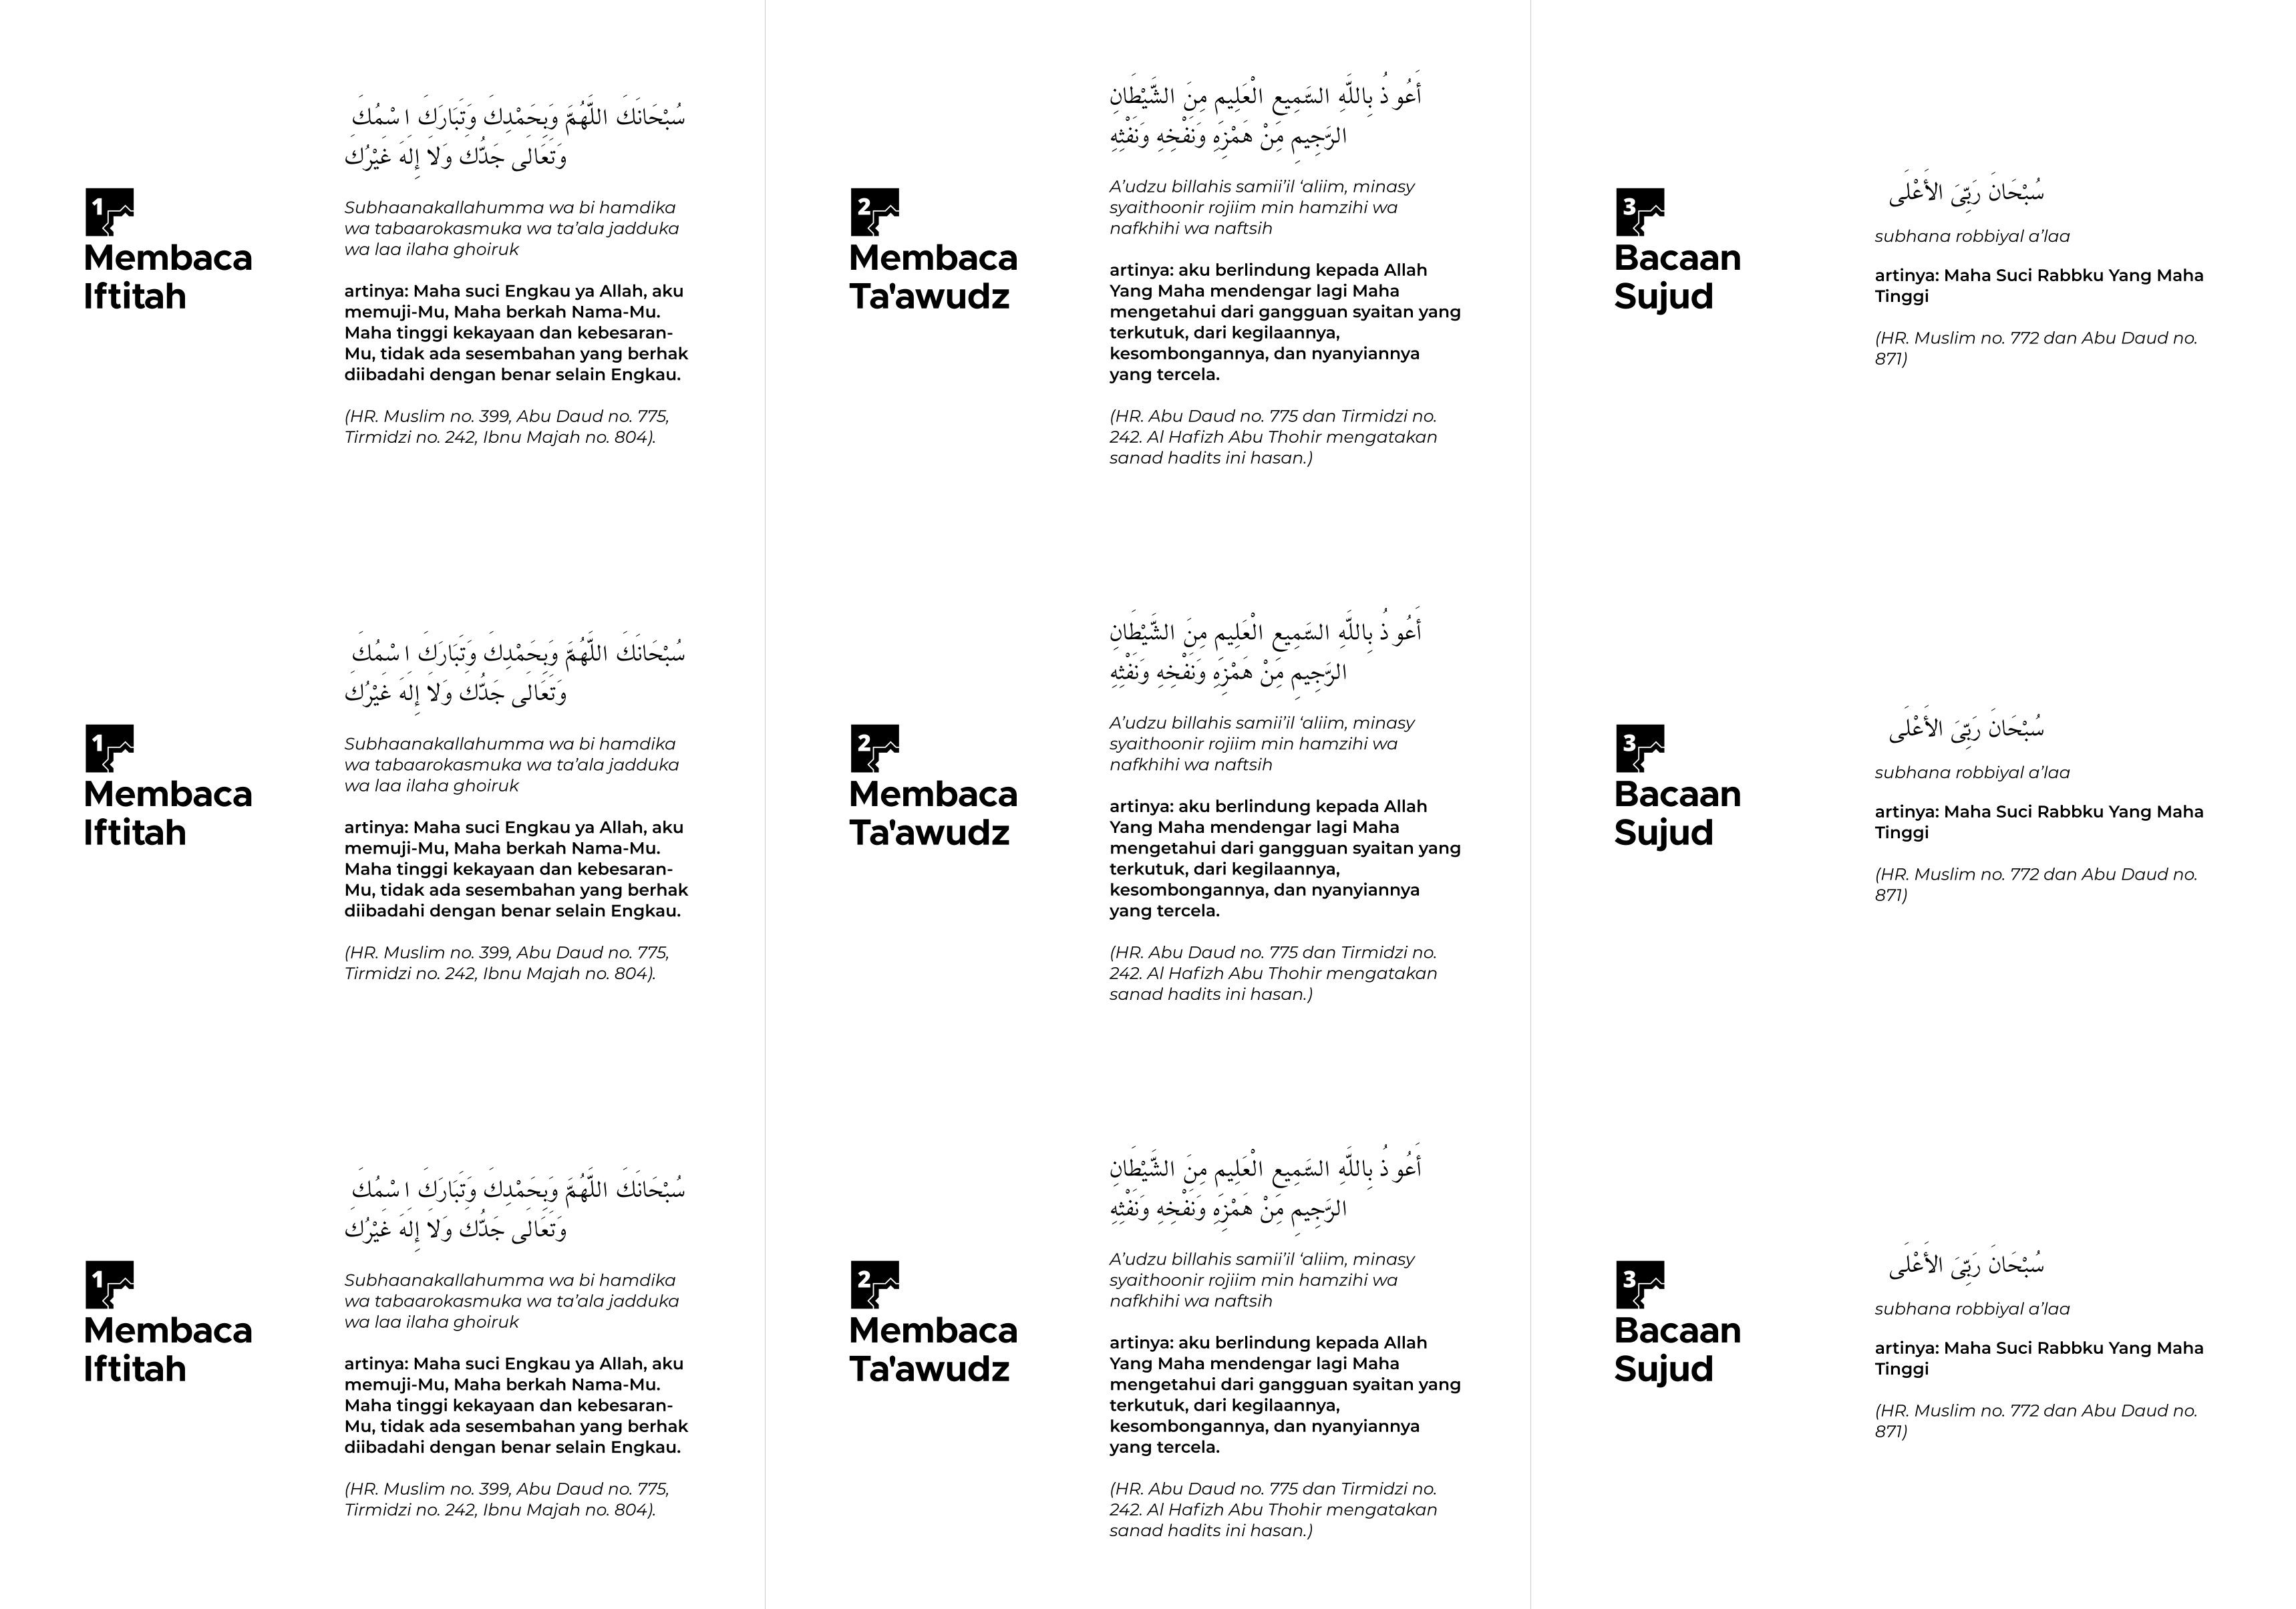 1
Membaca
Iftitah
سُبْحَانَكَ اللَّهُمَّ وَبِحَمْدِكَ وَتَبَارَكَ اسْمُكَ
وَتَعَالَى جَدُّكَ وَلَا إِلهَ غَيْرُك
Subhaanakallahumma wa bi hamdika
wa tabaarokasmuka wa ta’ala jadduka
wa laa ilaha ghoiruk
artinya: Maha suci Engkau ya Allah, aku
memuji-Mu, Maha berkah Nama-Mu.
Maha tinggi kekayaan dan kebesaran-
Mu, tidak ada sesembahan yang berhak
diibadahi dengan benar selain Engkau.
(HR. Muslim no. 399, Abu Daud no. 775,
Tirmidzi no. 242, Ibnu Majah no. 804).
2
Membaca
Ta'awudz
أَعُوذُ بِاللَّهِ السَّمِيعِ الْعَلِيمِ مِنَ الشَّيْطَانِ
الرَّجِيمِ مِنْ هَمْزِهِ وَنَفْخِهِ وَنَفْثِهِ
A’udzu billahis samii’il ‘aliim, minasy
syaithoonir rojiim min hamzihi wa
nafkhihi wa naftsih
artinya: aku berlindung kepada Allah
Yang Maha mendengar lagi Maha
mengetahui dari gangguan syaitan yang
terkutuk, dari kegilaannya,
kesombongannya, dan nyanyiannya
yang tercela.
(HR. Abu Daud no. 775 dan Tirmidzi no.
242. Al Hafizh Abu Thohir mengatakan
sanad hadits ini hasan.)
3
Bacaan
Sujud
سُبْحَانَ رَبِّيَ الأَعْلَى
subhana robbiyal a’laa
artinya: Maha Suci Rabbku Yang Maha
Tinggi
(HR. Muslim no. 772 dan Abu Daud no.
871)
1
Membaca
Iftitah
سُبْحَانَكَ اللَّهُمَّ وَبِحَمْدِكَ وَتَبَارَكَ اسْمُكَ
وَتَعَالَى جَدُّكَ وَلَا إِلهَ غَيْرُك
Subhaanakallahumma wa bi hamdika
wa tabaarokasmuka wa ta’ala jadduka
wa laa ilaha ghoiruk
artinya: Maha suci Engkau ya Allah, aku
memuji-Mu, Maha berkah Nama-Mu.
Maha tinggi kekayaan dan kebesaran-
Mu, tidak ada sesembahan yang berhak
diibadahi dengan benar selain Engkau.
(HR. Muslim no. 399, Abu Daud no. 775,
Tirmidzi no. 242, Ibnu Majah no. 804).
2
Membaca
Ta'awudz
أَعُوذُ بِاللَّهِ السَّمِيعِ الْعَلِيمِ مِنَ الشَّيْطَانِ
الرَّجِيمِ مِنْ هَمْزِهِ وَنَفْخِهِ وَنَفْثِهِ
A’udzu billahis samii’il ‘aliim, minasy
syaithoonir rojiim min hamzihi wa
nafkhihi wa naftsih
artinya: aku berlindung kepada Allah
Yang Maha mendengar lagi Maha
mengetahui dari gangguan syaitan yang
terkutuk, dari kegilaannya,
kesombongannya, dan nyanyiannya
yang tercela.
(HR. Abu Daud no. 775 dan Tirmidzi no.
242. Al Hafizh Abu Thohir mengatakan
sanad hadits ini hasan.)
3
Bacaan
Sujud
سُبْحَانَ رَبِّيَ الأَعْلَى
subhana robbiyal a’laa
artinya: Maha Suci Rabbku Yang Maha
Tinggi
(HR. Muslim no. 772 dan Abu Daud no.
871)
1
Membaca
Iftitah
سُبْحَانَكَ اللَّهُمَّ وَبِحَمْدِكَ وَتَبَارَكَ اسْمُكَ
وَتَعَالَى جَدُّكَ وَلَا إِلهَ غَيْرُك
Subhaanakallahumma wa bi hamdika
wa tabaarokasmuka wa ta’ala jadduka
wa laa ilaha ghoiruk
artinya: Maha suci Engkau ya Allah, aku
memuji-Mu, Maha berkah Nama-Mu.
Maha tinggi kekayaan dan kebesaran-
Mu, tidak ada sesembahan yang berhak
diibadahi dengan benar selain Engkau.
(HR. Muslim no. 399, Abu Daud no. 775,
Tirmidzi no. 242, Ibnu Majah no. 804).
2
Membaca
Ta'awudz
أَعُوذُ بِاللَّهِ السَّمِيعِ الْعَلِيمِ مِنَ الشَّيْطَانِ
الرَّجِيمِ مِنْ هَمْزِهِ وَنَفْخِهِ وَنَفْثِهِ
A’udzu billahis samii’il ‘aliim, minasy
syaithoonir rojiim min hamzihi wa
nafkhihi wa naftsih
artinya: aku berlindung kepada Allah
Yang Maha mendengar lagi Maha
mengetahui dari gangguan syaitan yang
terkutuk, dari kegilaannya,
kesombongannya, dan nyanyiannya
yang tercela.
(HR. Abu Daud no. 775 dan Tirmidzi no.
242. Al Hafizh Abu Thohir mengatakan
sanad hadits ini hasan.)
3
Bacaan
Sujud
سُبْحَانَ رَبِّيَ الأَعْلَى
subhana robbiyal a’laa
artinya: Maha Suci Rabbku Yang Maha
Tinggi
(HR. Muslim no. 772 dan Abu Daud no.
871)